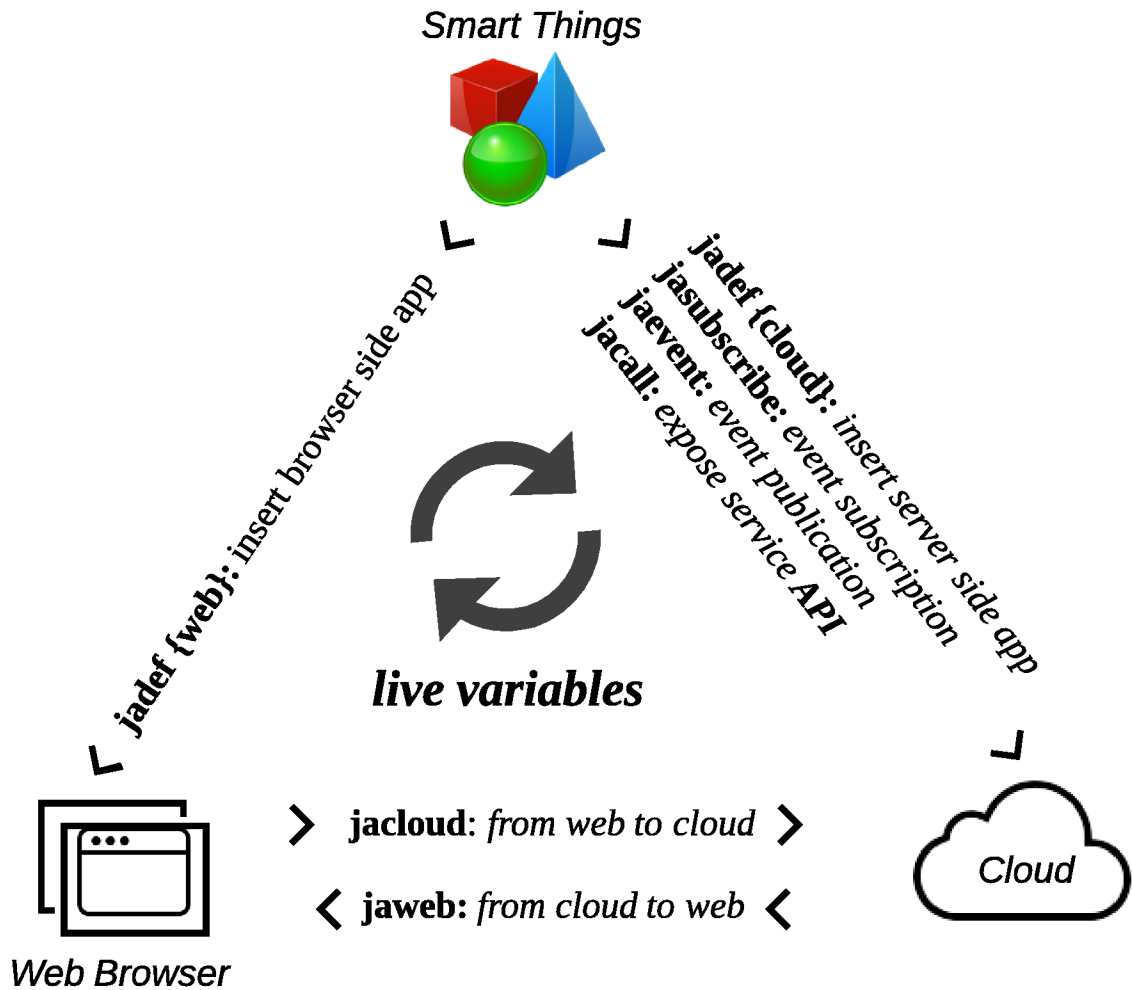 Smart Things
jadef {web}: insert browser side app
jadef {cloud}: insert server side app
jasubscribe: event subscription
jaevent: event publication
jacall: expose service API
live variables
jacloud: from web to cloud
jaweb: from cloud to web
Cloud
Web Browser